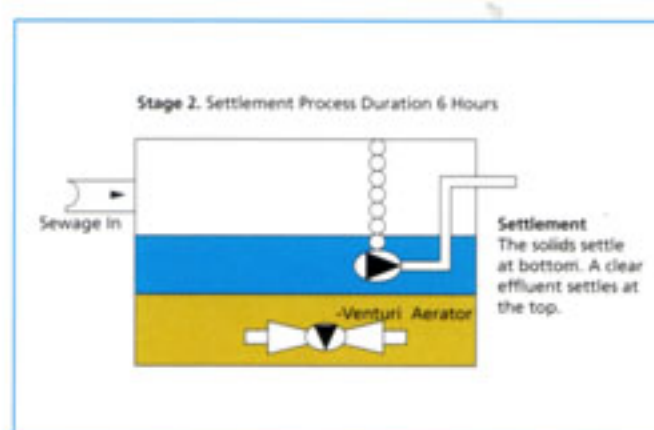 Stage 2. Settlement Process Duration 6 Hours
Sewage In
Settlement
The solids settle
at bottom. A clear
effluent settles at
the top.
-Venturi Aerator